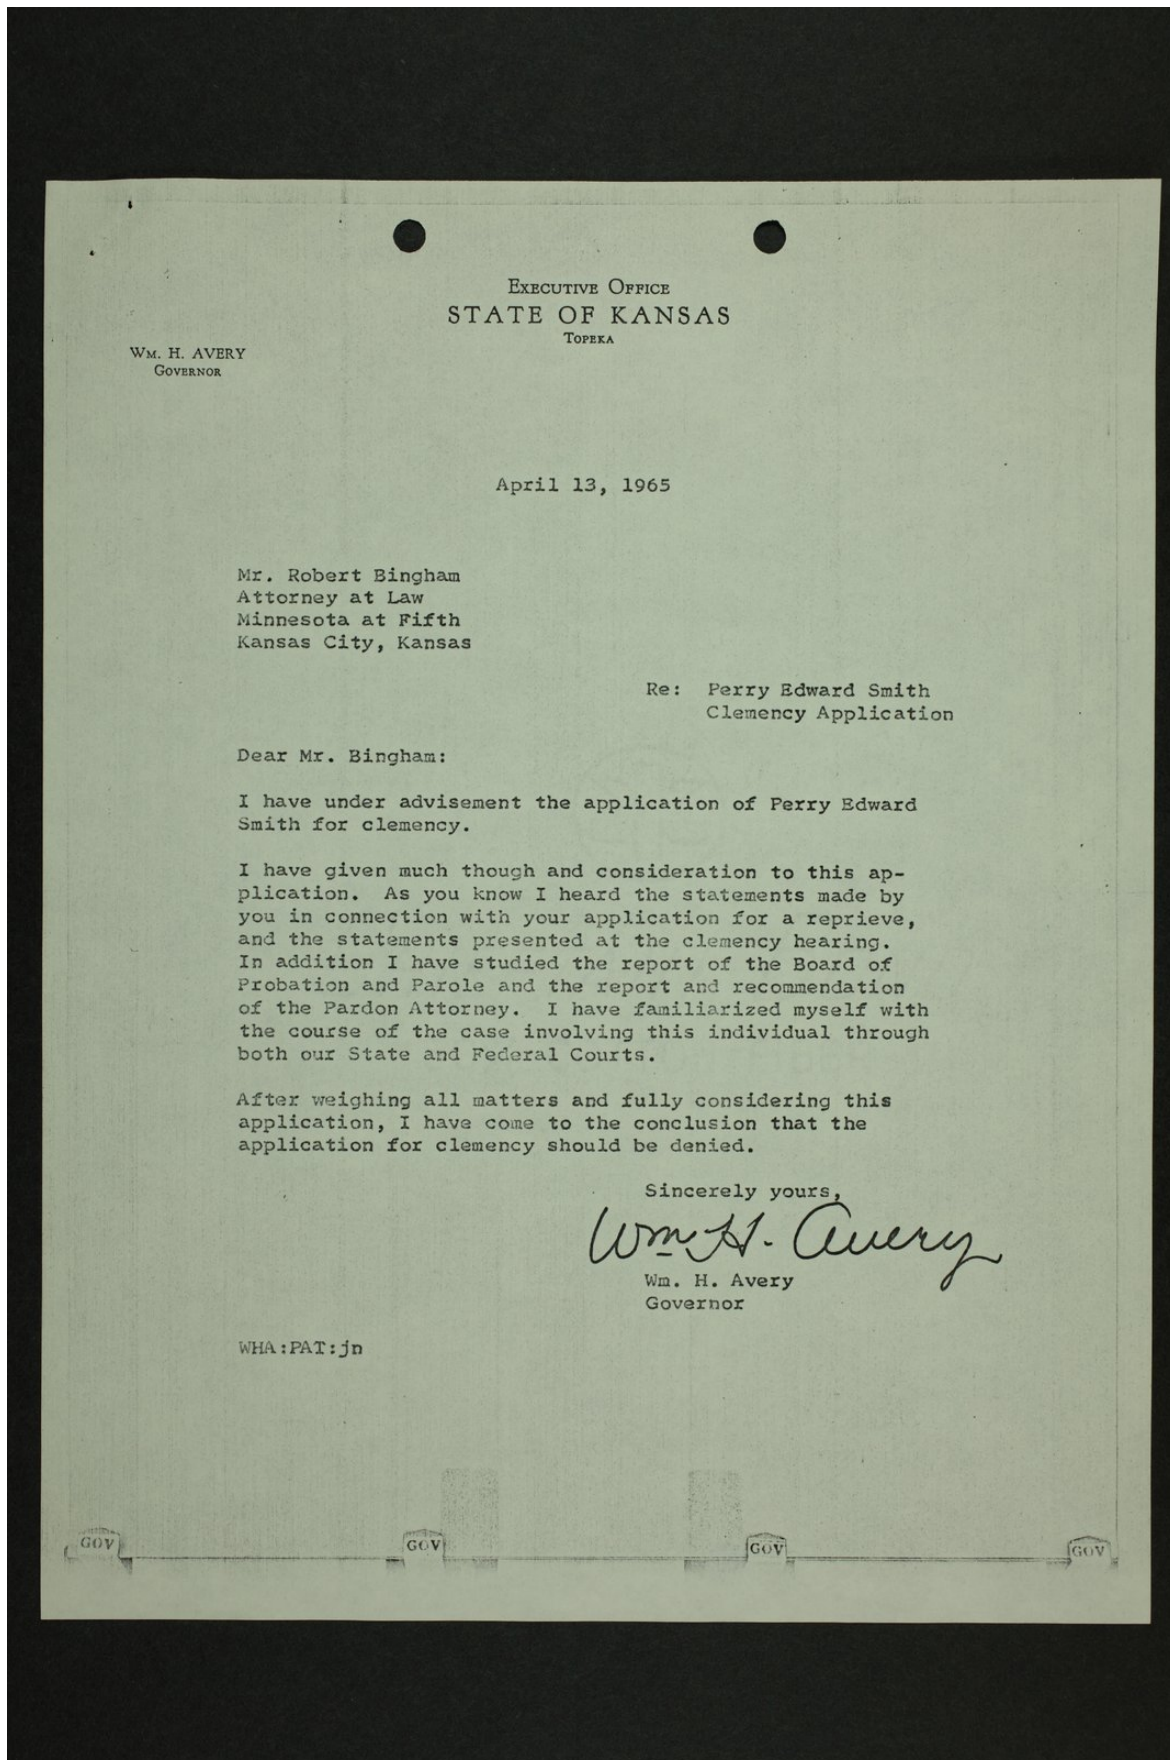 EXECUTIVE OFFICE
STATE OF KANSAS
TOPEKA
WM. H. AVERY
GOVERNOR
April 13, 1965
Mr. Robert Bingham
Attorney at Law
Minnesota at Fifth
Kansas City, Kansas
Re: Perry Edward Smith
Clemency Application
Dear Mr. Bingham:
I have under advisement the application of Perry Edward
Smith for clemency.
I have given much though and consideration to this ap-
plication. As you know I heard the statements made by
you in connection with your application for a reprieve,
and the statements presented at the clemency hearing.
In addition I have studied the report of the Board of
Probation and Parole and the report and recommendation
of the Pardon Attorney. I have familiarized myself with
the course of the case involving this individual through
both our State and Federal Courts.
After weighing all matters and fully considering this
application, I have come to the conclusion that the
application for clemency should be denied.
Sincerely yours,
Wm H. Avery
Wm. H. Avery
Governor
WHA:PAT:jn
GOV GOV GOV GOV